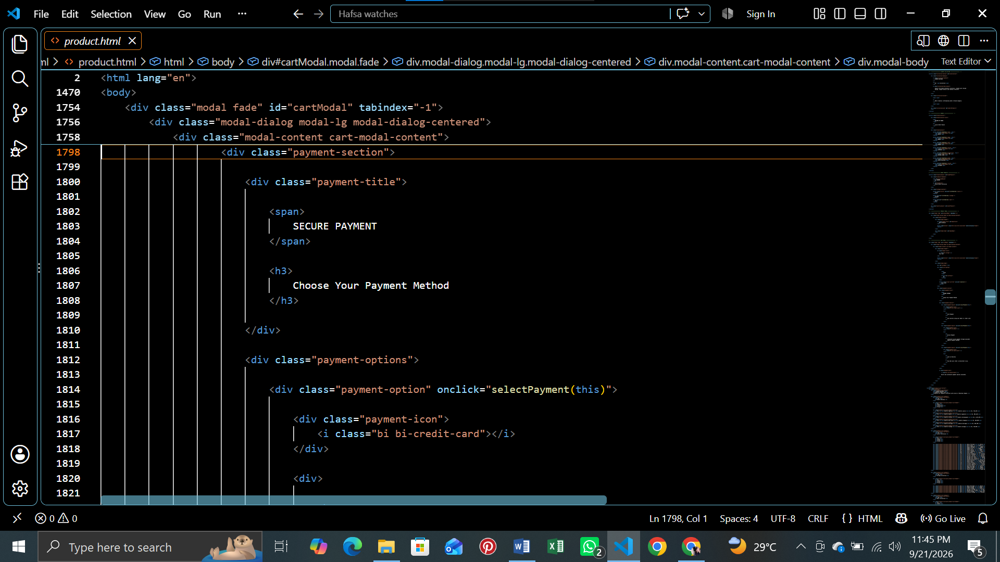 File Edit Selection View Go Run ··· Hafsa watches Sign In
product.html
ml > product.html > html > body > div#cartModal.modal.fade > div.modal-dialog.modal-lg.modal-dialog-centered > div.modal-content.cart-modal-content > div.modal-body Text Editor
2 <html lang="en">
1470 <body>
1754 <div class="modal fade" id="cartModal" tabindex="-1">
1756 <div class="modal-dialog modal-lg modal-dialog-centered">
1758 <div class="modal-content cart-modal-content">
1798 <div class="payment-section">
1799
1800 <div class="payment-title">
1801
1802 <span>
1803 SECURE PAYMENT
1804 </span>
1805
1806 <h3>
1807 Choose Your Payment Method
1808 </h3>
1809
1810 </div>
1811
1812 <div class="payment-options">
1813
1814 <div class="payment-option" onclick="selectPayment(this)">
1815
1816 <div class="payment-icon">
1817 <i class="bi bi-credit-card"></i>
1818 </div>
1819
1820 <div>
1821
0 0 Ln 1798, Col 1 Spaces: 4 UTF-8 CRLF {} HTML Go Live
Type here to search 2 29°C 11:45 PM
9/21/2026 5